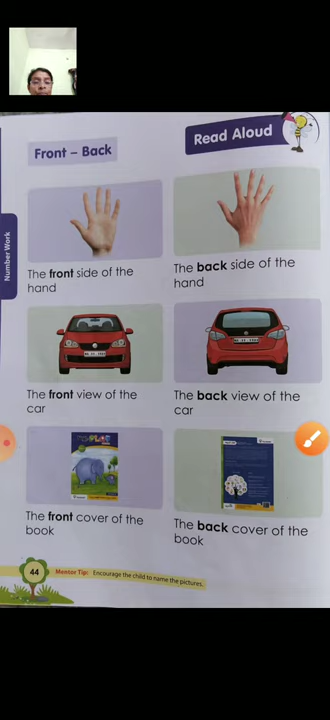 Read Aloud
Front – Back
Number Work
The front side of the
hand
The back side of the
hand
The front view of the
car
The back view of the
car
The front cover of the
book
The back cover of the
book
44
Mentor Tip: Encourage the child to name the pictures.